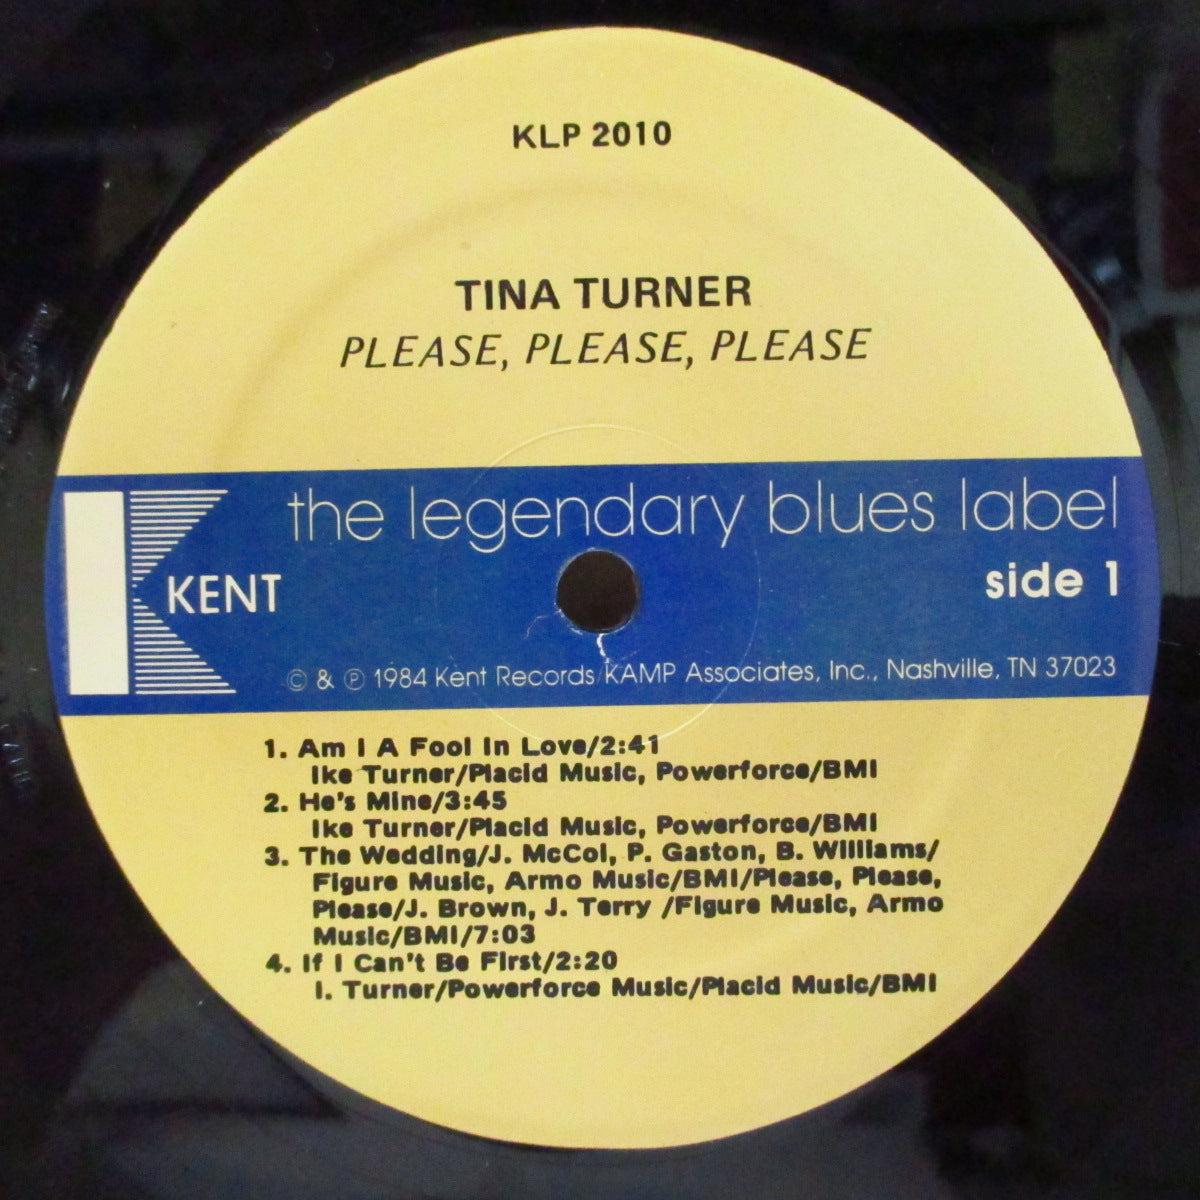 KLP 2010
TINA TURNER
PLEASE, PLEASE, PLEASE
the legendary blues label
KENT
side 1
© & ℗ 1984 Kent Records/KAMP Associates, Inc., Nashville, TN 37023
1. Am I A Fool In Love/2:41
Ike Turner/Placid Music, Powerforce/BMI
2. He's Mine/3:45
Ike Turner/Placid Music, Powerforce/BMI
3. The Wedding/J. McCol, P. Gaston, B. Williams/
Figure Music, Armo Music/BMI/Please, Please,
Please/J. Brown, J. Terry /Figure Music, Armo
Music/BMI/7:03
4. If I Can't Be First/2:20
I. Turner/Powerforce Music/Placid Music/BMI